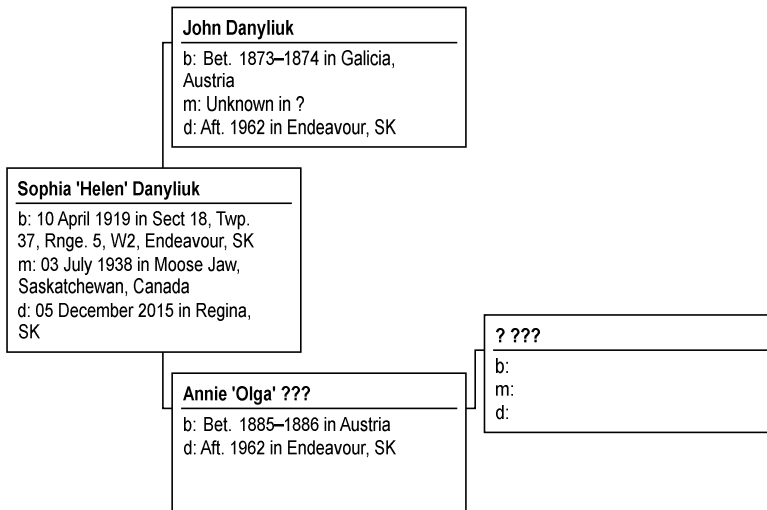 John Danyliuk
b: Bet. 1873–1874 in Galicia,
Austria
m: Unknown in ?
d: Aft. 1962 in Endeavour, SK
Sophia 'Helen' Danyliuk
b: 10 April 1919 in Sect 18, Twp.
37, Rnge. 5, W2, Endeavour, SK
m: 03 July 1938 in Moose Jaw,
Saskatchewan, Canada
d: 05 December 2015 in Regina,
SK
? ???
b:
m:
d:
Annie 'Olga' ???
b: Bet. 1885–1886 in Austria
d: Aft. 1962 in Endeavour, SK